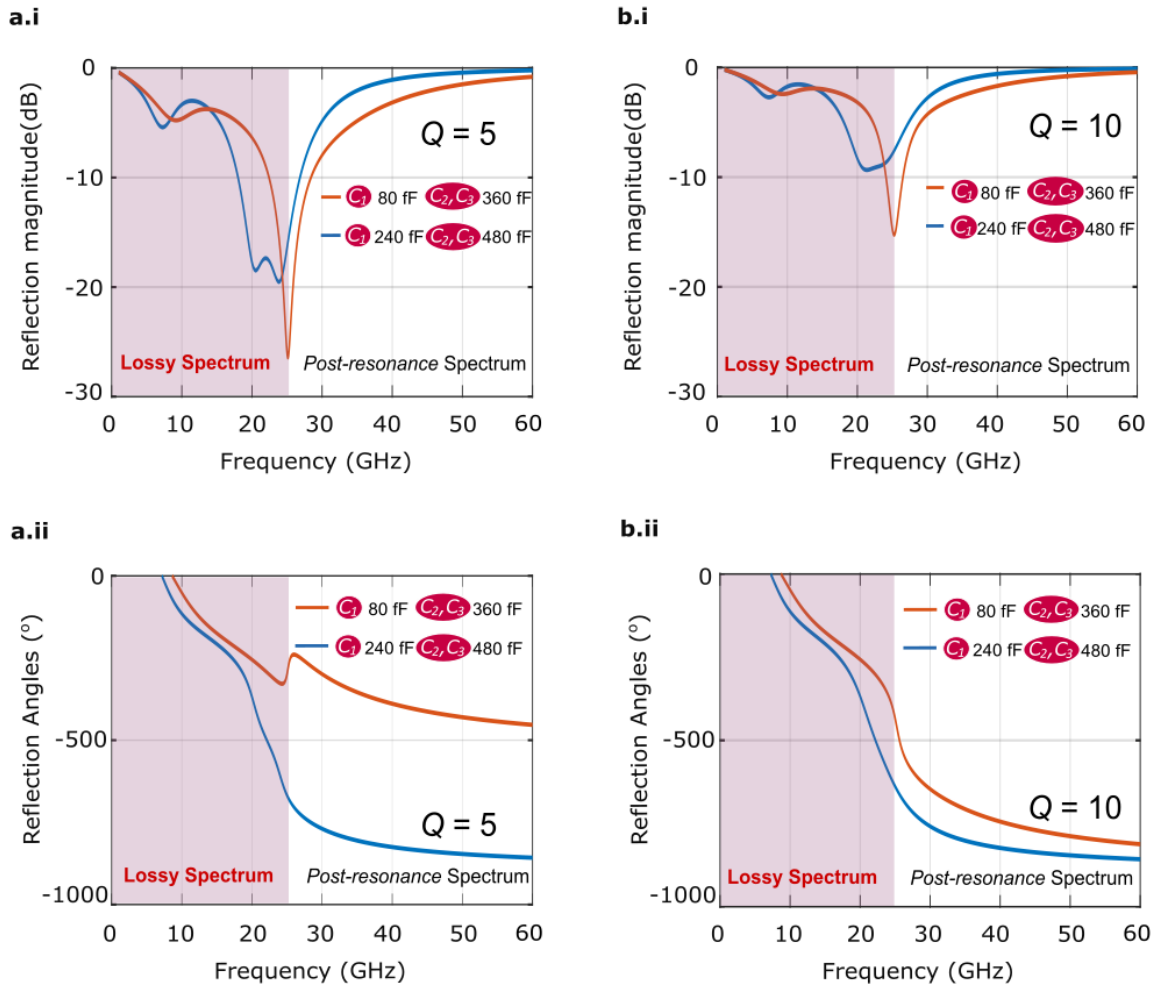 a.i
b.i
Reflection magnitude(dB)
0
-10
-20
-30
Q = 5
C1 80 fF C2,C3 360 fF
C1 240 fF C2,C3 480 fF
Lossy Spectrum
Post-resonance Spectrum
0 10 20 30 40 50 60
Frequency (GHz)
Reflection magnitude(dB)
0
-10
-20
-30
Q = 10
C1 80 fF C2,C3 360 fF
C1 240 fF C2,C3 480 fF
Lossy Spectrum
Post-resonance Spectrum
0 10 20 30 40 50 60
Frequency (GHz)
a.ii
b.ii
Reflection Angles (°)
0
-500
-1000
C1 80 fF C2,C3 360 fF
C1 240 fF C2,C3 480 fF
Q = 5
Lossy Spectrum
Post-resonance Spectrum
0 10 20 30 40 50 60
Frequency (GHz)
Reflection Angles (°)
0
-500
-1000
C1 80 fF C2,C3 360 fF
C1 240 fF C2,C3 480 fF
Q = 10
Lossy Spectrum
Post-resonance Spectrum
0 10 20 30 40 50 60
Frequency (GHz)